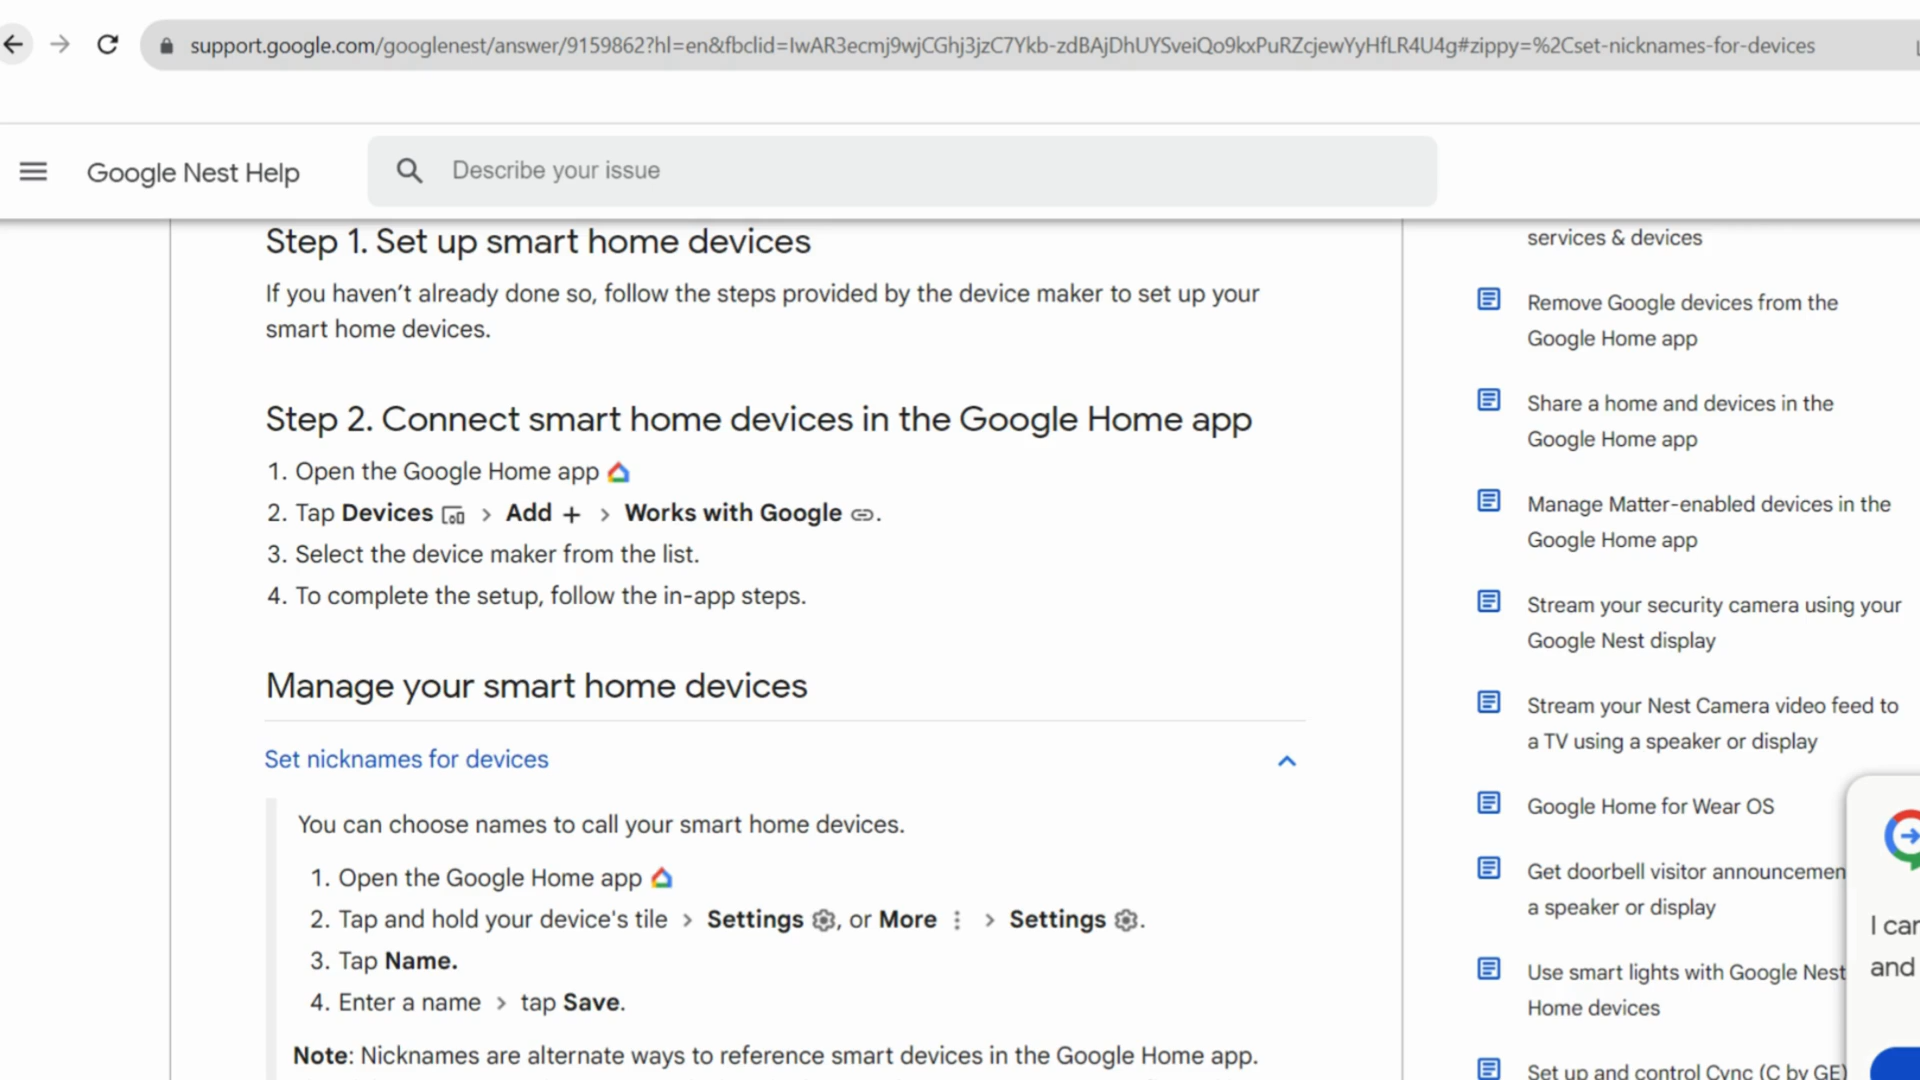 support.google.com/googlenest/answer/9159862?hl=en&fbclid=IwAR3ecmj9wjCGhj3jzC7Ykb-zdBAjDhUYSveiQo9kxPuRZcjewYyHfLR4U4g#zippy=%2Cset-nicknames-for-devices
Google Nest Help
Describe your issue
Step 1. Set up smart home devices
If you haven’t already done so, follow the steps provided by the device maker to set up your
smart home devices.
Step 2. Connect smart home devices in the Google Home app
1. Open the Google Home app
2. Tap Devices > Add + > Works with Google .
3. Select the device maker from the list.
4. To complete the setup, follow the in-app steps.
Manage your smart home devices
Set nicknames for devices
You can choose names to call your smart home devices.
1. Open the Google Home app
2. Tap and hold your device's tile > Settings , or More > Settings .
3. Tap Name.
4. Enter a name > tap Save.
Note: Nicknames are alternate ways to reference smart devices in the Google Home app.
services & devices
Remove Google devices from the
Google Home app
Share a home and devices in the
Google Home app
Manage Matter-enabled devices in the
Google Home app
Stream your security camera using your
Google Nest display
Stream your Nest Camera video feed to
a TV using a speaker or display
Google Home for Wear OS
Get doorbell visitor announcemen
a speaker or display
Use smart lights with Google Nest
Home devices
Set up and control Cync (C by GE)
I can
and